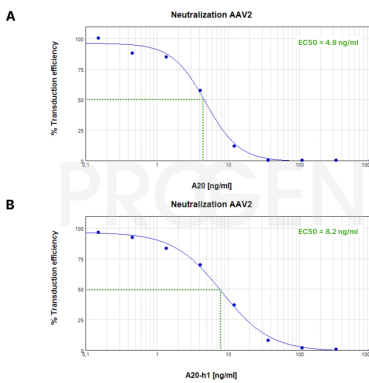 A
Neutralization AAV2
EC50 = 4.9 ng/ml
% Transduction efficiency
100
75
50
25
0
0,1 1 10 100 1000
A20 [ng/ml]
PROGEN
B
Neutralization AAV2
EC50 = 8.2 ng/ml
% Transduction efficiency
100
75
50
25
0
0,1 1 10 100 1000
A20-h1 [ng/ml]